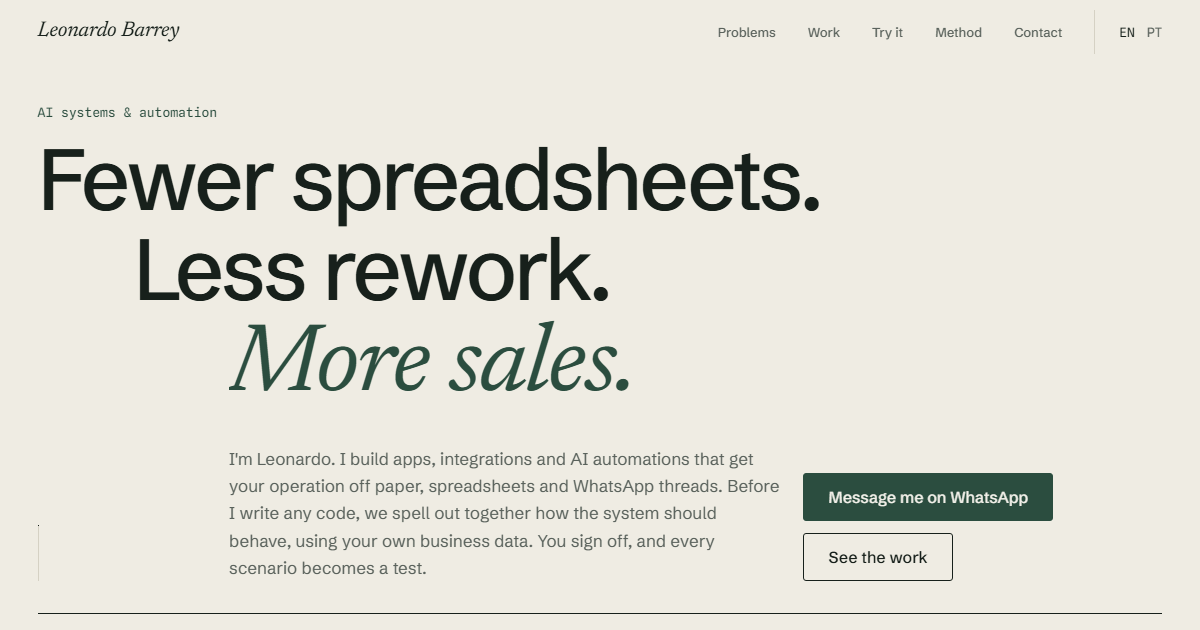 Leonardo Barrey
Problems Work Try it Method Contact EN PT
AI systems & automation
Fewer spreadsheets.
Less rework.
More sales.
I'm Leonardo. I build apps, integrations and AI automations that get
your operation off paper, spreadsheets and WhatsApp threads. Before
I write any code, we spell out together how the system should
behave, using your own business data. You sign off, and every
scenario becomes a test.
Message me on WhatsApp
See the work